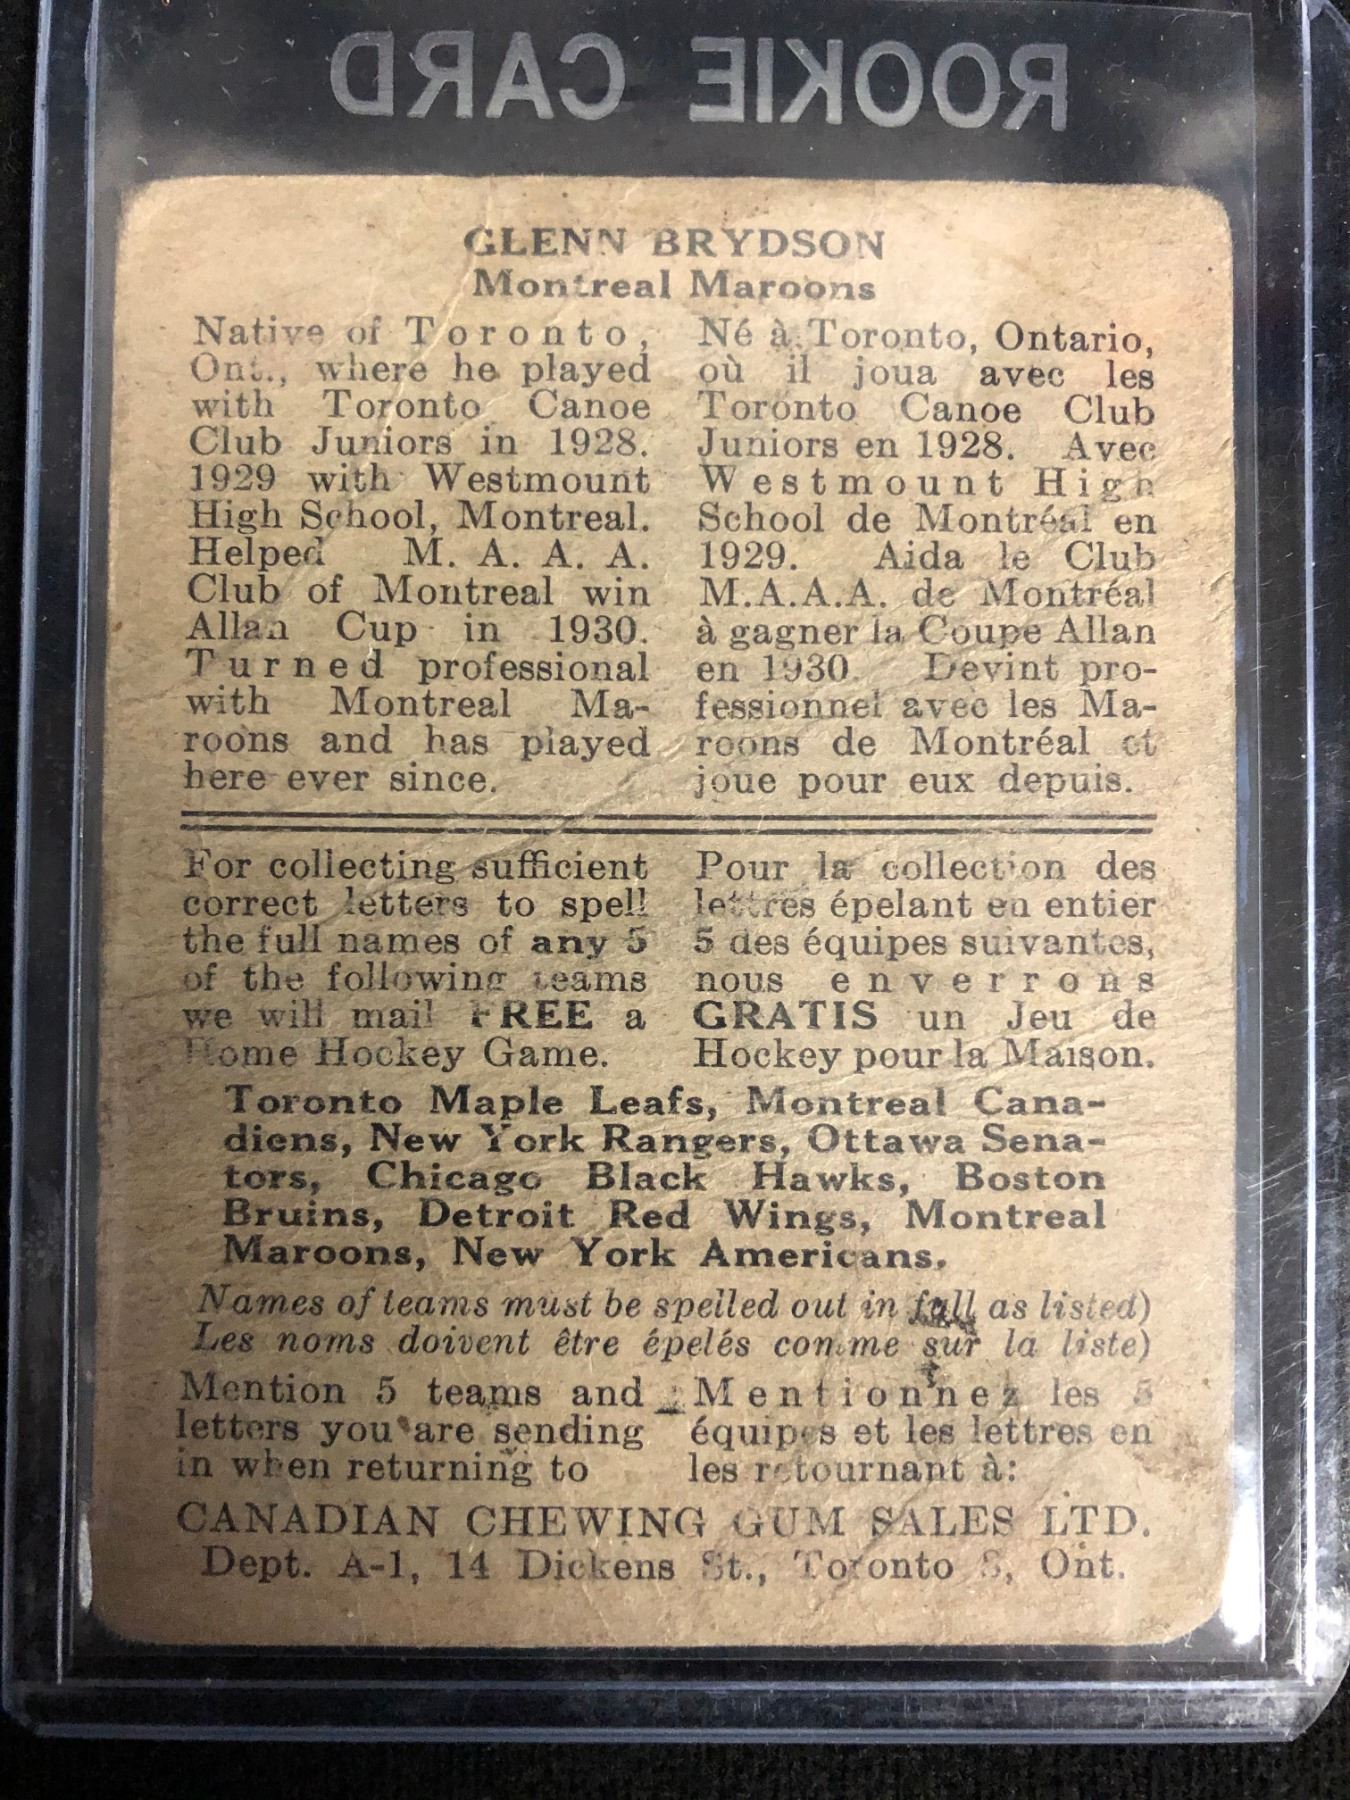 ROOKIE CARD
GLENN BRYDSON
Montreal Maroons
Native of Toronto,
Ont., where he played
with Toronto Canoe
Club Juniors in 1928.
1929 with Westmount
High School, Montreal.
Helped M. A. A. A.
Club of Montreal win
Allan Cup in 1930.
Turned professional
with Montreal Ma-
roons and has played
here ever since.
Né à Toronto, Ontario,
où il joua avec les
Toronto Canoe Club
Juniors en 1928. Avec
Westmount High
School de Montréal en
1929. Aida le Club
M.A.A.A. de Montréal
à gagner la Coupe Allan
en 1930. Devint pro-
fessionnel avec les Ma-
roons de Montréal et
joue pour eux depuis.
For collecting sufficient
correct letters to spell
the full names of any 5
of the following teams
we will mail FREE a
Home Hockey Game.
Pour la collection des
lettres épelant en entier
5 des équipes suivantes,
nous enverrons
GRATIS un Jeu de
Hockey pour la Maison.
Toronto Maple Leafs, Montreal Cana-
diens, New York Rangers, Ottawa Sena-
tors, Chicago Black Hawks, Boston
Bruins, Detroit Red Wings, Montreal
Maroons, New York Americans.
Names of teams must be spelled out in full as listed)
Les noms doivent être épelés comme sur la liste)
Mention 5 teams and
letters you are sending
in when returning to
Mentionnez les 5
équipes et les lettres en
les retournant à:
CANADIAN CHEWING GUM SALES LTD.
Dept. A-1, 14 Dickens St., Toronto 8, Ont.